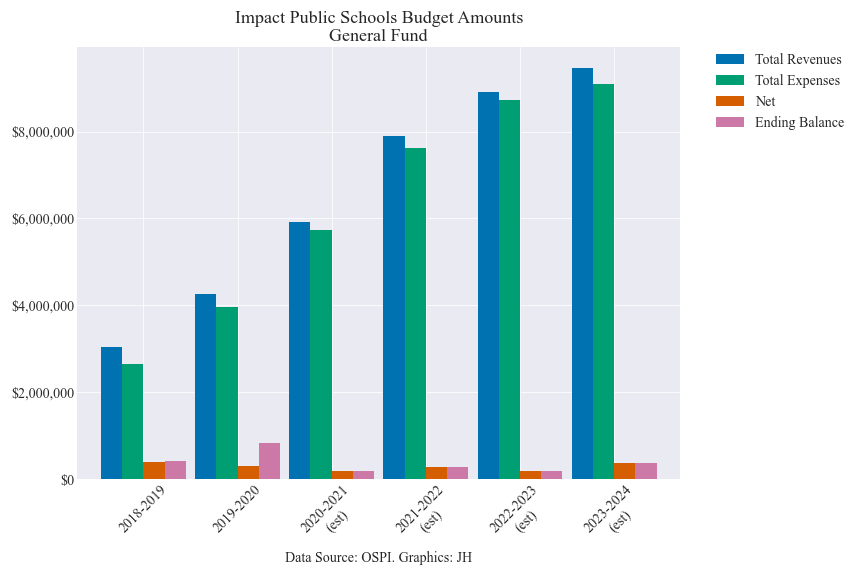 Impact Public Schools Budget Amounts
General Fund
Total Revenues
Total Expenses
Net
Ending Balance
$8,000,000
$6,000,000
$4,000,000
$2,000,000
$0
2018-2019
2019-2020
2020-2021
(est)
2021-2022
(est)
2022-2023
(est)
2023-2024
(est)
Data Source: OSPI. Graphics: JH